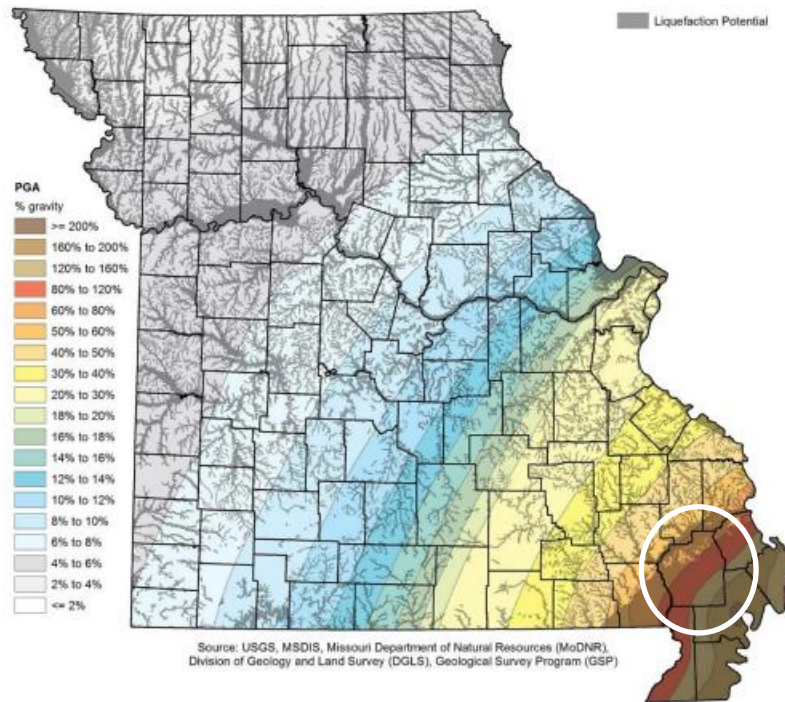 Liquefaction Potential
PGA
% gravity
>= 200%
160% to 200%
120% to 160%
80% to 120%
60% to 80%
50% to 60%
40% to 50%
30% to 40%
20% to 30%
18% to 20%
16% to 18%
14% to 16%
12% to 14%
10% to 12%
8% to 10%
6% to 8%
4% to 6%
2% to 4%
<= 2%
Source: USGS, MSDIS, Missouri Department of Natural Resources (MoDNR),
Division of Geology and Land Survey (DGLS), Geological Survey Program (GSP)